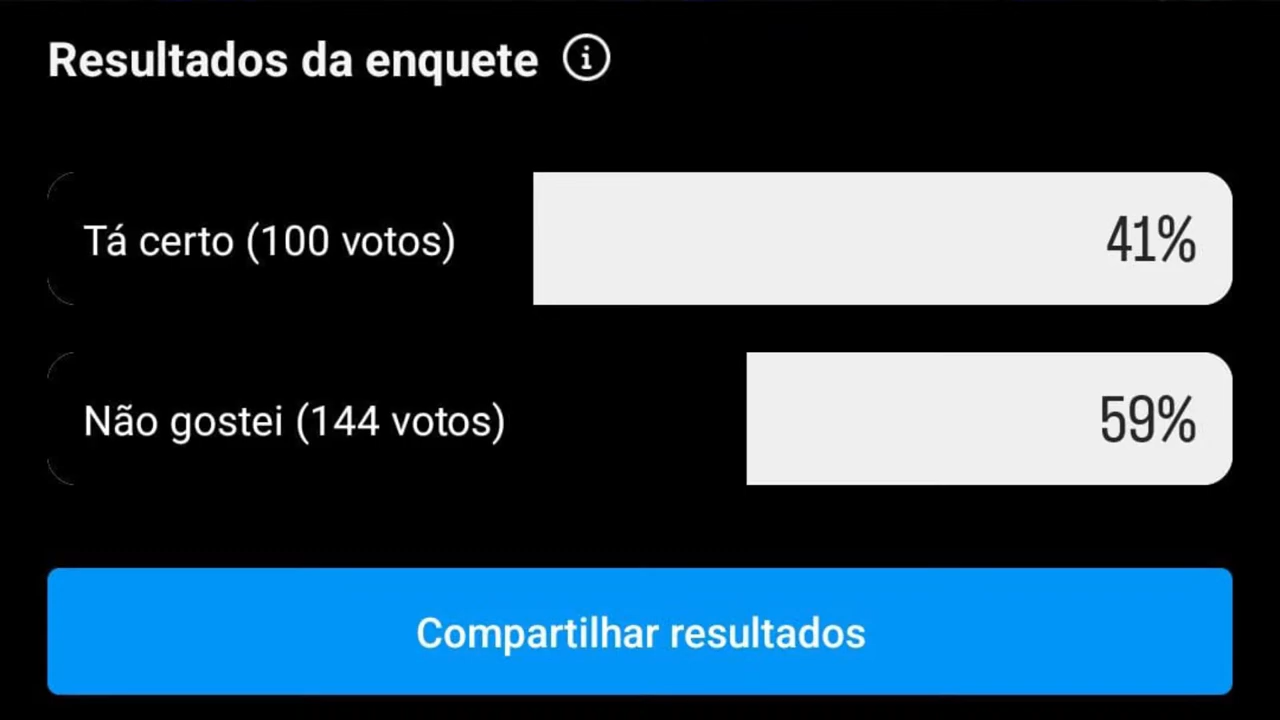 Resultados da enquete
Tá certo (100 votos)
41%
Não gostei (144 votos)
59%
Compartilhar resultados